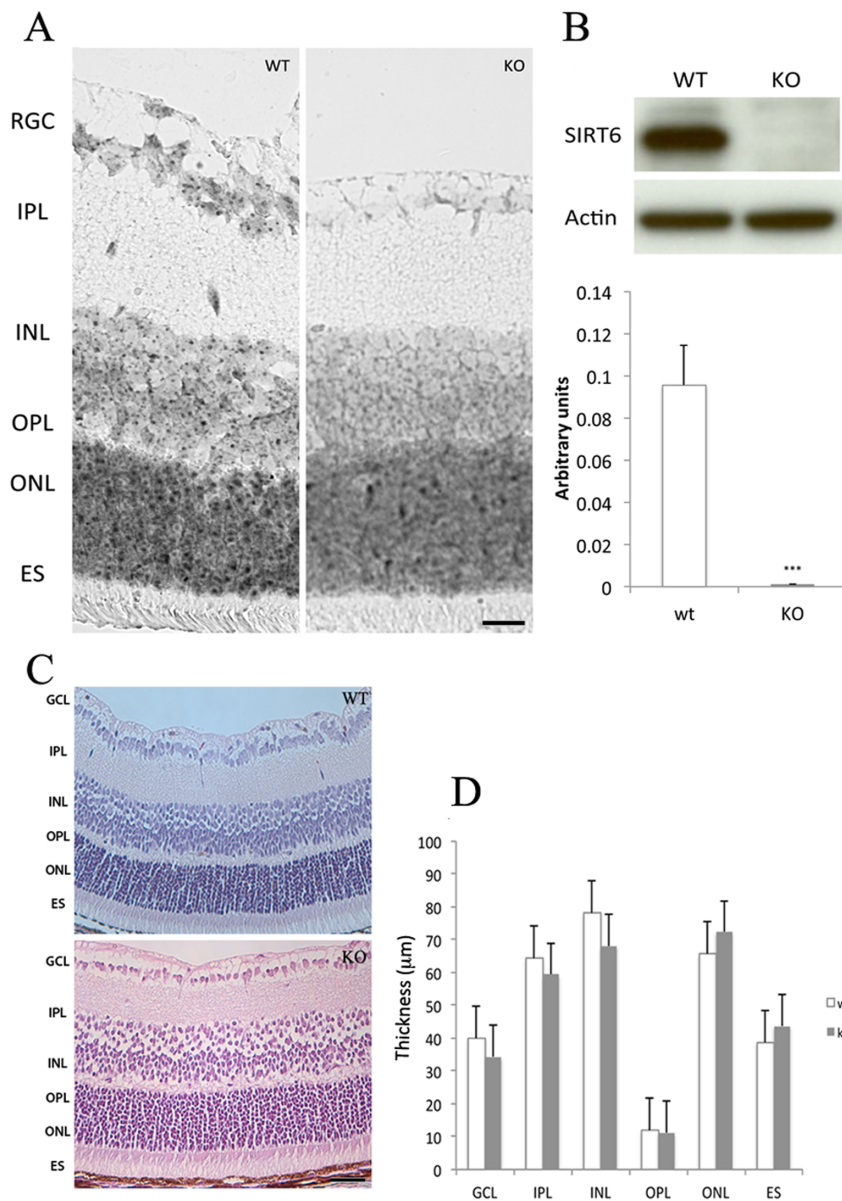 A
WT
KO
RGC
IPL
INL
OPL
ONL
ES
B
WT KO
SIRT6
Actin
0.14
0.12
0.1
0.08
0.06
0.04
0.02
0
Arbitrary units
***
wt KO
C
WT
GCL
IPL
INL
OPL
ONL
ES
KO
GCL
IPL
INL
OPL
ONL
ES
D
100
90
80
70
60
50
40
30
20
10
0
Thickness (µm)
GCL IPL INL OPL ONL ES
k